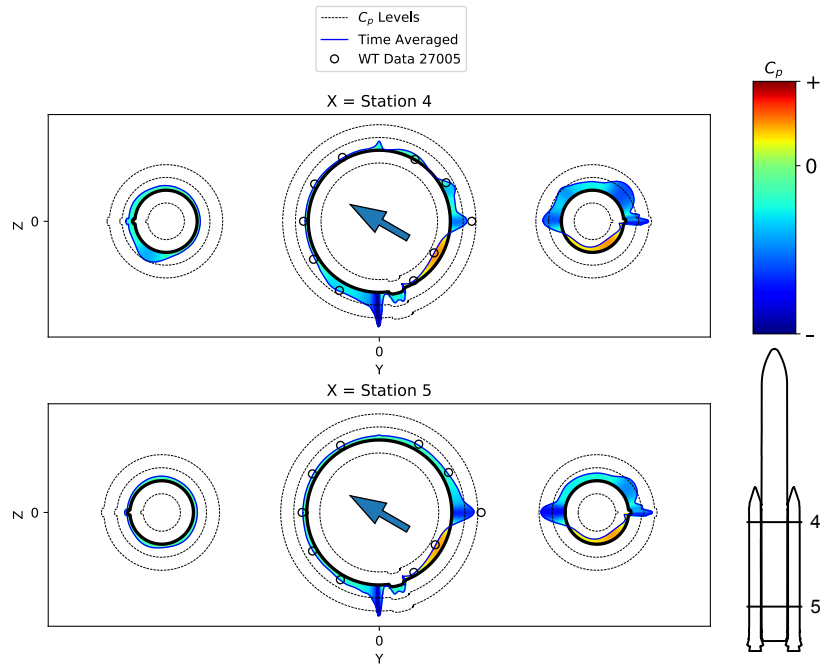 C_p Levels
Time Averaged
WT Data 27005
C_p
+
0
-
X = Station 4
Z
0
0
Y
X = Station 5
Z
0
0
Y
4
5